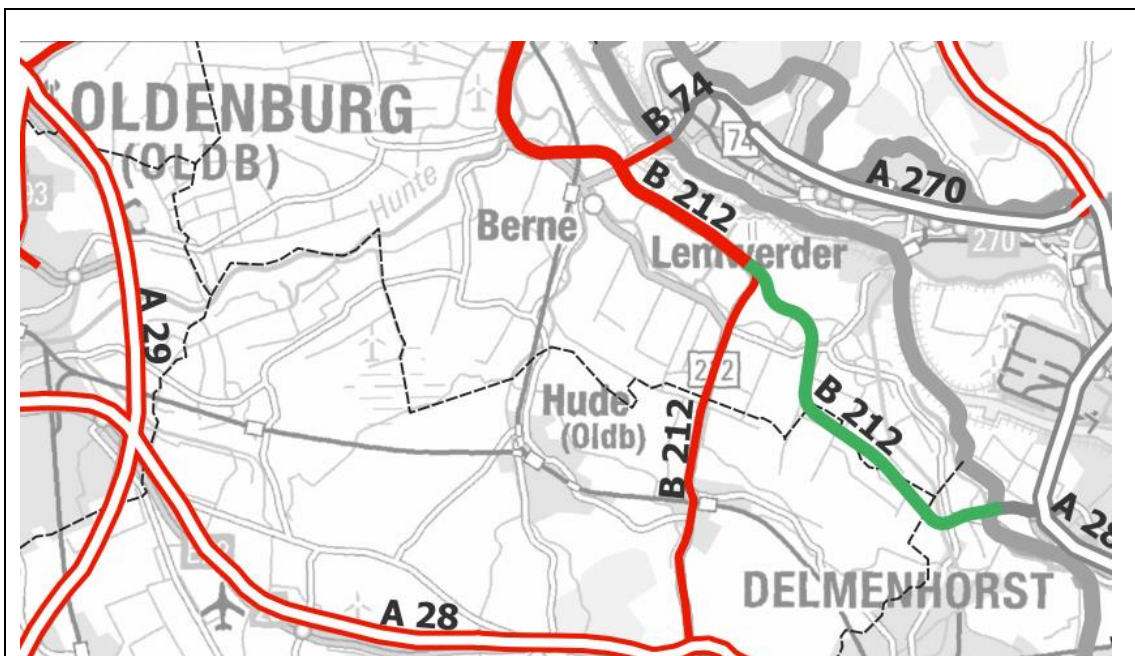 OLDENBURG
(OLDB)
Hunte
B 74
74
A 270
270
B 212
Berne
Lemwerder
A 29
93
212
Hude
(Oldb)
B 212
B 212
A 28
DELMENHORST
A 28